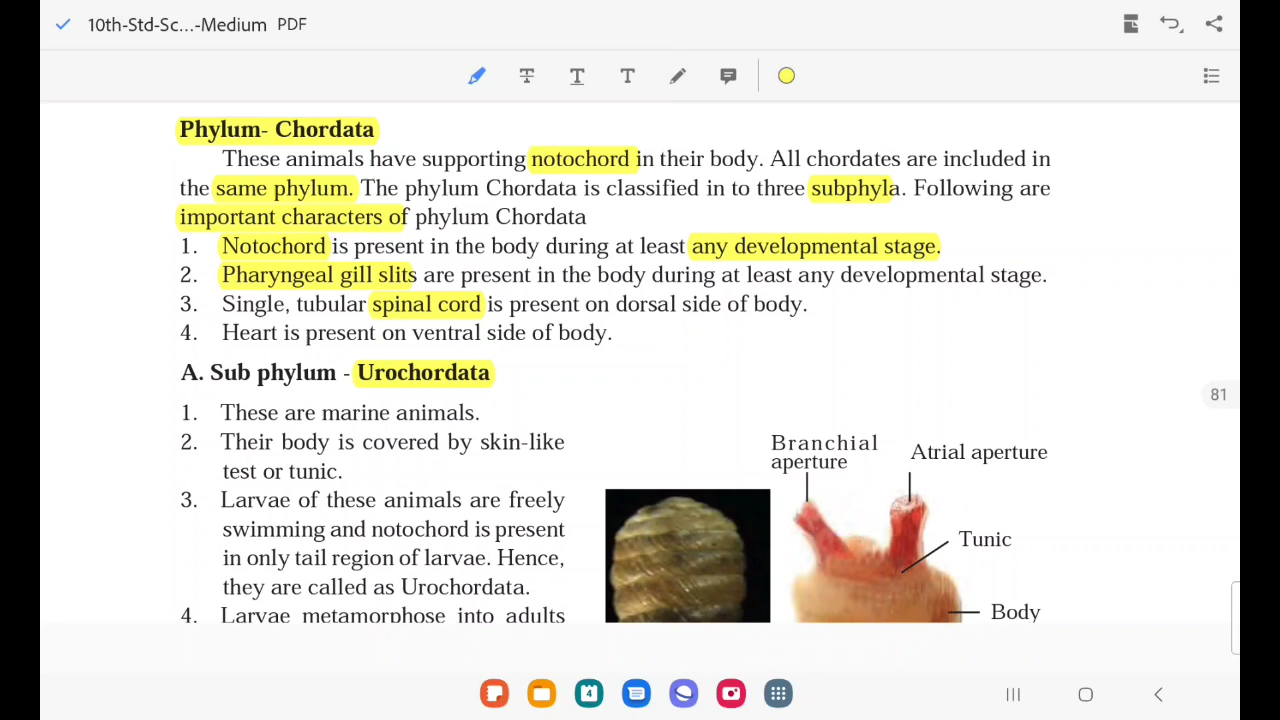 10th-Std-Sc...-Medium PDF
Phylum- Chordata
These animals have supporting notochord in their body. All chordates are included in
the same phylum. The phylum Chordata is classified in to three subphyla. Following are
important characters of phylum Chordata
1. Notochord is present in the body during at least any developmental stage.
2. Pharyngeal gill slits are present in the body during at least any developmental stage.
3. Single, tubular spinal cord is present on dorsal side of body.
4. Heart is present on ventral side of body.
A. Sub phylum - Urochordata
81
1. These are marine animals.
2. Their body is covered by skin-like
test or tunic.
3. Larvae of these animals are freely
swimming and notochord is present
in only tail region of larvae. Hence,
they are called as Urochordata.
4. Larvae metamorphose into adults
Branchial
aperture
Atrial aperture
Tunic
Body
4